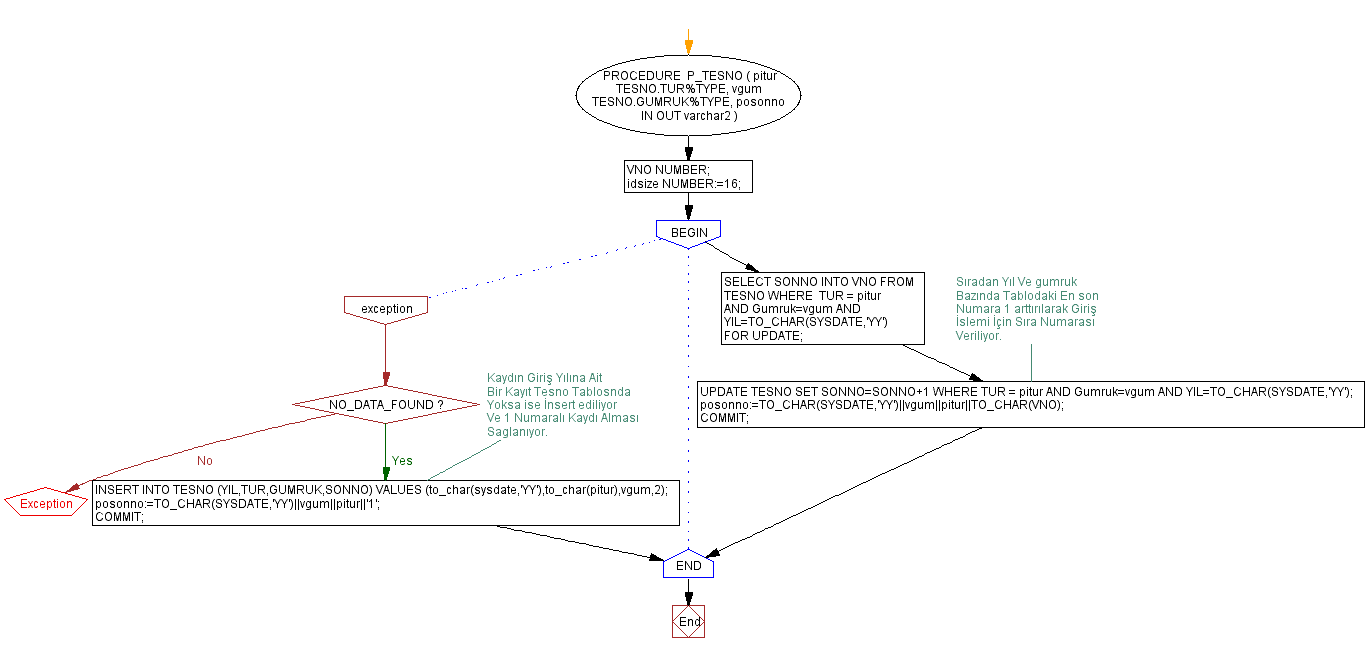 PROCEDURE P_TESNO ( pitur
TESNO.TUR%TYPE, vgum
TESNO.GUMRUK%TYPE, posonno
IN OUT varchar2 )
VNO NUMBER;
idsize NUMBER:=16;
BEGIN
SELECT SONNO INTO VNO FROM
TESNO WHERE TUR = pitur
AND Gumruk=vgum AND
YIL=TO_CHAR(SYSDATE,'YY')
FOR UPDATE;
Sıradan Yıl Ve gumruk
Bazında Tablodaki En son
Numara 1 arttırılarak Giriş
İslemi İçin Sıra Numarası
Veriliyor.
exception
UPDATE TESNO SET SONNO=SONNO+1 WHERE TUR = pitur AND Gumruk=vgum AND YIL=TO_CHAR(SYSDATE,'YY');
posonno:=TO_CHAR(SYSDATE,'YY')||vgum||pitur||TO_CHAR(VNO);
COMMIT;
NO_DATA_FOUND ?
Kaydın Giriş Yılına Ait
Bir Kayıt Tesno Tablosnda
Yoksa ise İnsert ediliyor
Ve 1 Numaralı Kaydı Alması
Saglanıyor.
No
Yes
Exception
INSERT INTO TESNO (YIL,TUR,GUMRUK,SONNO) VALUES (to_char(sysdate,'YY'),to_char(pitur),vgum,2);
posonno:=TO_CHAR(SYSDATE,'YY')||vgum||pitur||'1';
COMMIT;
END
End